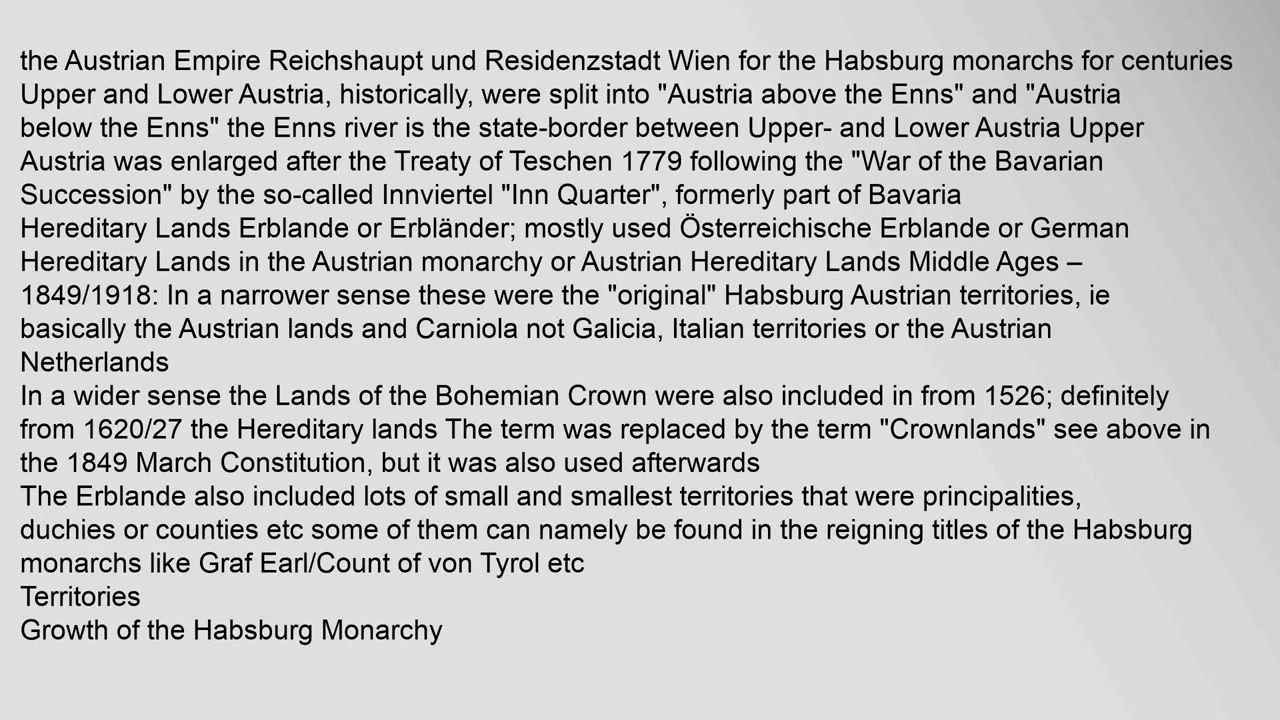 the Austrian Empire Reichshaupt und Residenzstadt Wien for the Habsburg monarchs for centuries
Upper and Lower Austria, historically, were split into "Austria above the Enns" and "Austria
below the Enns" the Enns river is the state-border between Upper- and Lower Austria Upper
Austria was enlarged after the Treaty of Teschen 1779 following the "War of the Bavarian
Succession" by the so-called Innviertel "Inn Quarter", formerly part of Bavaria
Hereditary Lands Erblande or Erbländer; mostly used Österreichische Erblande or German
Hereditary Lands in the Austrian monarchy or Austrian Hereditary Lands Middle Ages –
1849/1918: In a narrower sense these were the "original" Habsburg Austrian territories, ie
basically the Austrian lands and Carniola not Galicia, Italian territories or the Austrian
Netherlands
In a wider sense the Lands of the Bohemian Crown were also included in from 1526; definitely
from 1620/27 the Hereditary lands The term was replaced by the term "Crownlands" see above in
the 1849 March Constitution, but it was also used afterwards
The Erblande also included lots of small and smallest territories that were principalities,
duchies or counties etc some of them can namely be found in the reigning titles of the Habsburg
monarchs like Graf Earl/Count of von Tyrol etc
Territories
Growth of the Habsburg Monarchy